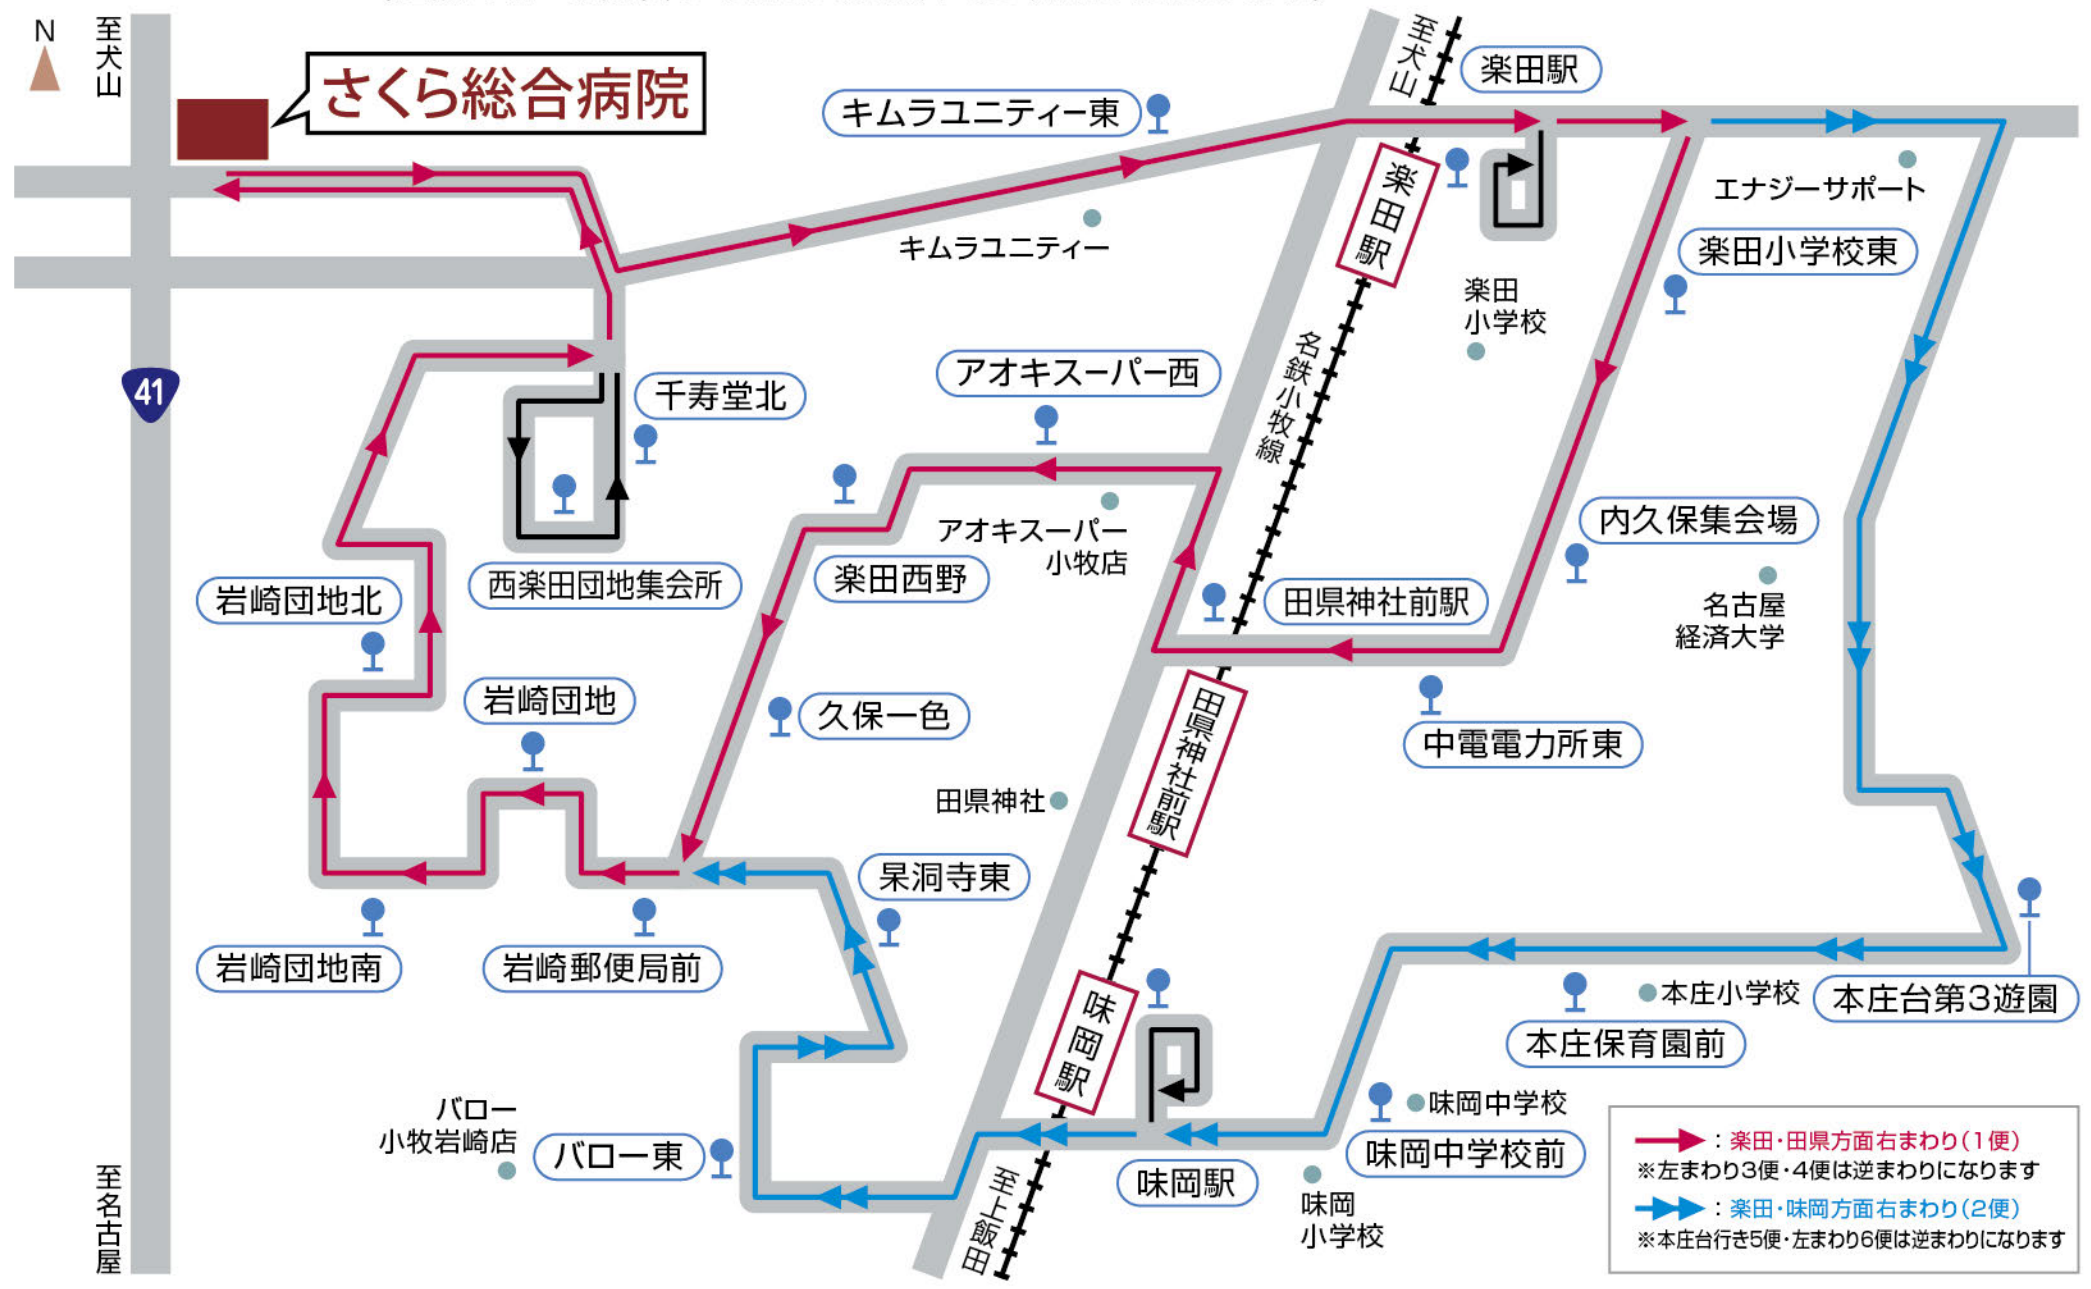 N
至犬山
さくら総合病院
キムラユニティー東
至犬山
楽田駅
楽田駅
エナジーサポート
キムラユニティー
楽田小学校東
楽田
小学校
名鉄小牧線
41
千寿堂北
アオキスーパー西
内久保集会場
アオキスーパー
小牧店
西楽田団地集会所
楽田西野
田県神社前駅
岩崎団地北
名古屋
経済大学
岩崎団地
久保一色
田県神社前駅
中電電力所東
田県神社
杲洞寺東
岩崎団地南
岩崎郵便局前
味岡駅
本庄小学校
本庄台第3遊園
本庄保育園前
バロー
小牧岩崎店
味岡中学校
バロー東
味岡中学校前
味岡駅
味岡
小学校
至名古屋
至上飯田
：楽田・田県方面右まわり（1便）
※左まわり3便・4便は逆まわりになります
：楽田・味岡方面右まわり（2便）
※本庄台行き5便・左まわり6便は逆まわりになります